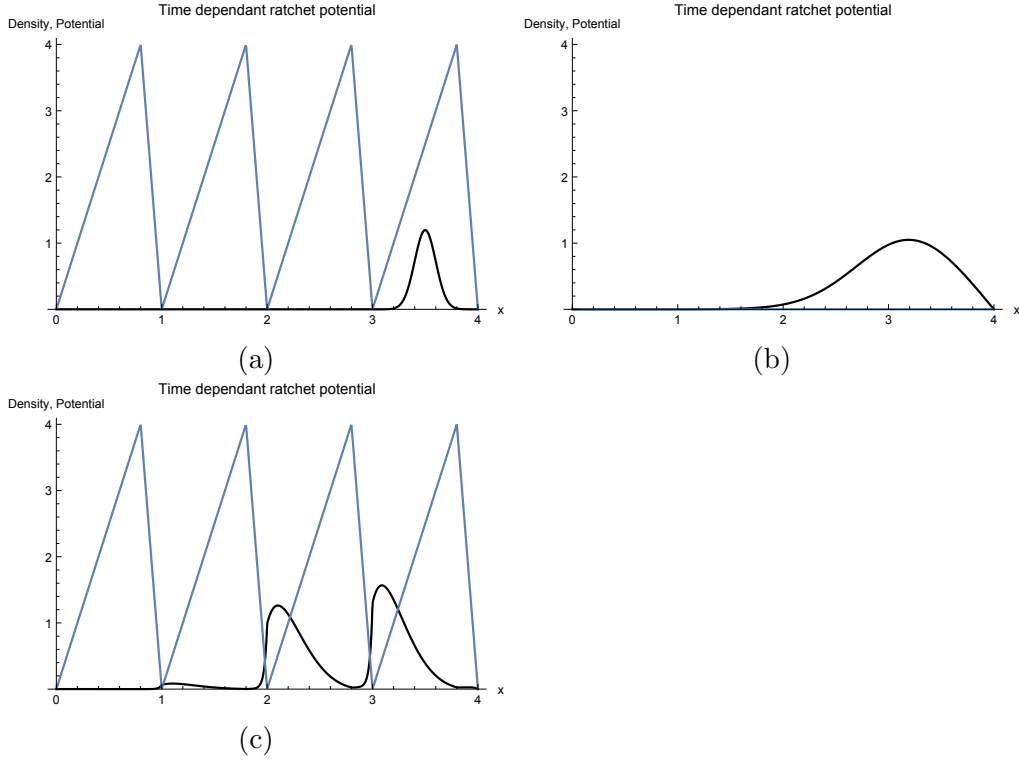 Time dependant ratchet potential
Density, Potential
4
3
2
1
0 1 2 3 4 x
(a)
Time dependant ratchet potential
Density, Potential
4
3
2
1
0 1 2 3 4 x
(b)
Time dependant ratchet potential
Density, Potential
4
3
2
1
0 1 2 3 4 x
(c)